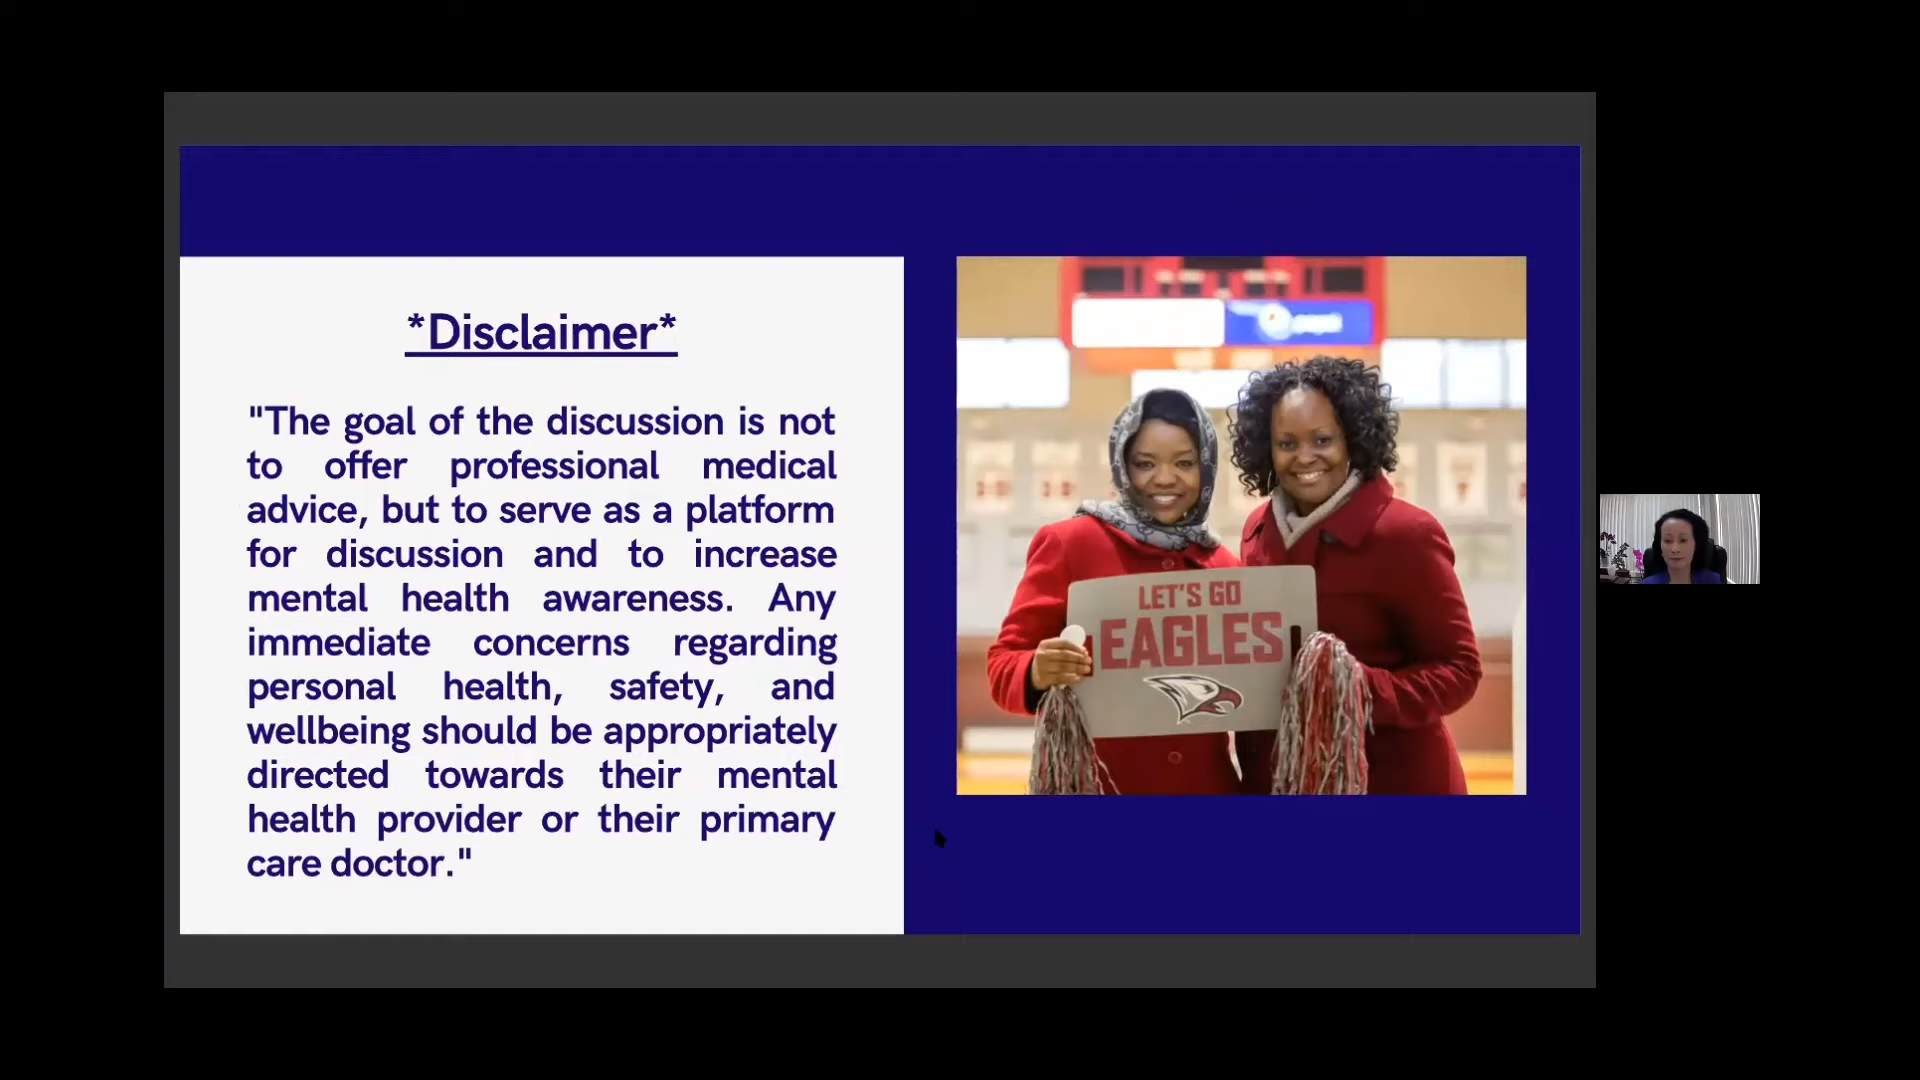 *Disclaimer*
"The goal of the discussion is not
to offer professional medical
advice, but to serve as a platform
for discussion and to increase
mental health awareness. Any
immediate concerns regarding
personal health, safety, and
wellbeing should be appropriately
directed towards their mental
health provider or their primary
care doctor."
LET'S GO
EAGLES